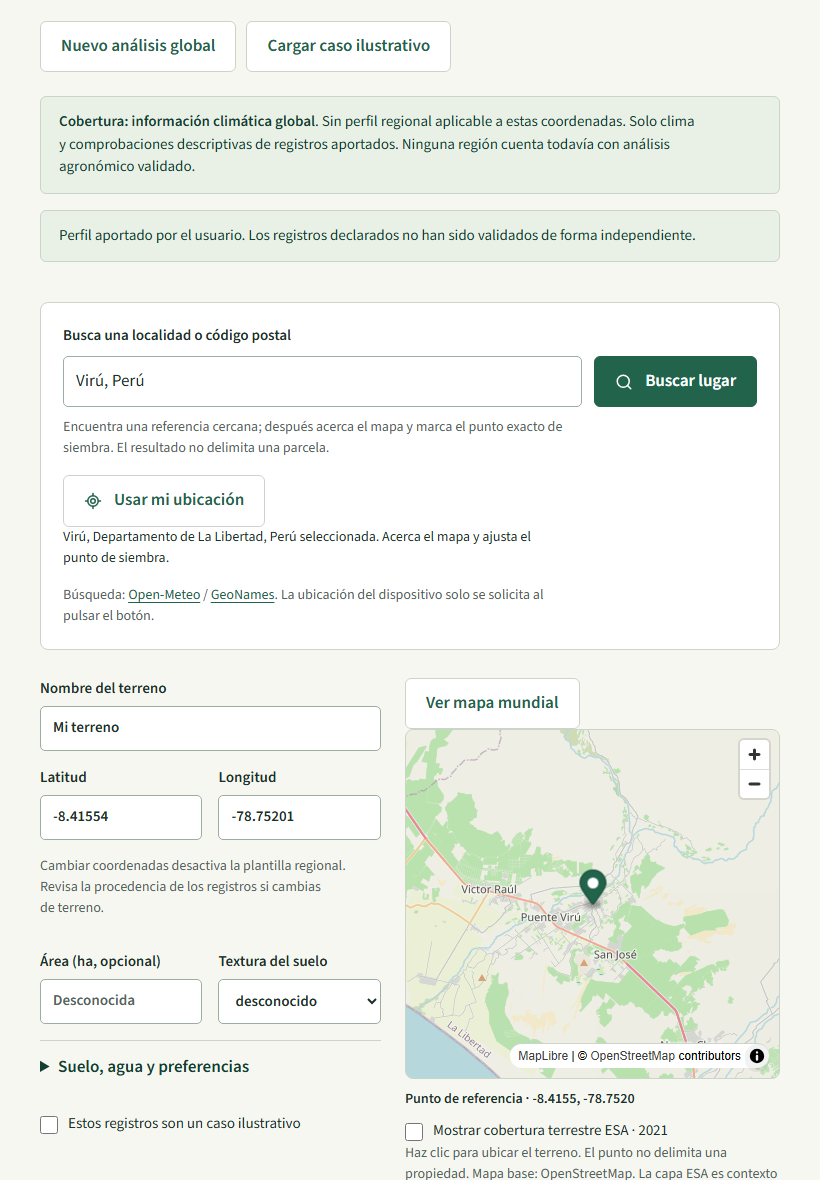 Nuevo análisis global
Cargar caso ilustrativo
Cobertura: información climática global. Sin perfil regional aplicable a estas coordenadas. Solo clima
y comprobaciones descriptivas de registros aportados. Ninguna región cuenta todavía con análisis
agronómico validado.
Perfil aportado por el usuario. Los registros declarados no han sido validados de forma independiente.
Busca una localidad o código postal
Virú, Perú
Buscar lugar
Encuentra una referencia cercana; después acerca el mapa y marca el punto exacto de
siembra. El resultado no delimita una parcela.
Usar mi ubicación
Virú, Departamento de La Libertad, Perú seleccionada. Acerca el mapa y ajusta el
punto de siembra.
Búsqueda: Open-Meteo / GeoNames. La ubicación del dispositivo solo se solicita al
pulsar el botón.
Nombre del terreno
Mi terreno
Latitud
Longitud
-8.41554
-78.75201
Cambiar coordenadas desactiva la plantilla regional.
Revisa la procedencia de los registros si cambias
de terreno.
Área (ha, opcional)
Textura del suelo
Desconocida
desconocido
Suelo, agua y preferencias
Estos registros son un caso ilustrativo
Ver mapa mundial
Victor Raúl
Puente Virú
San José
La Libertad
MapLibre | © OpenStreetMap contributors
Punto de referencia · -8.4155, -78.7520
Mostrar cobertura terrestre ESA · 2021
Haz clic para ubicar el terreno. El punto no delimita una
propiedad. Mapa base: OpenStreetMap. La capa ESA es contexto